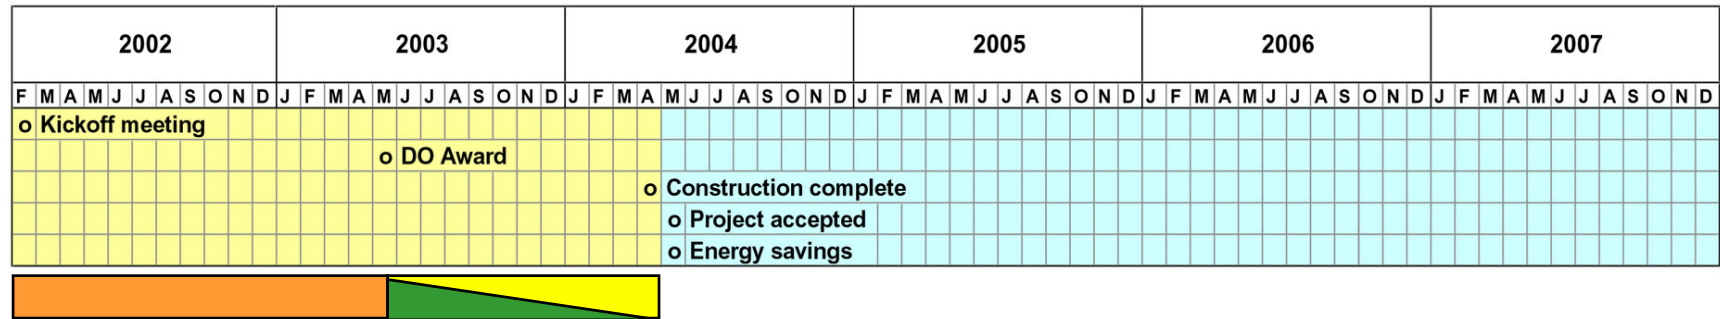 2002 2003 2004 2005 2006 2007
F M A M J J A S O N D J F M A M J J A S O N D J F M A M J J A S O N D J F M A M J J A S O N D J F M A M J J A S O N D J F M A M J J A S O N D
o Kickoff meeting
o DO Award
o Construction complete
o Project accepted
o Energy savings